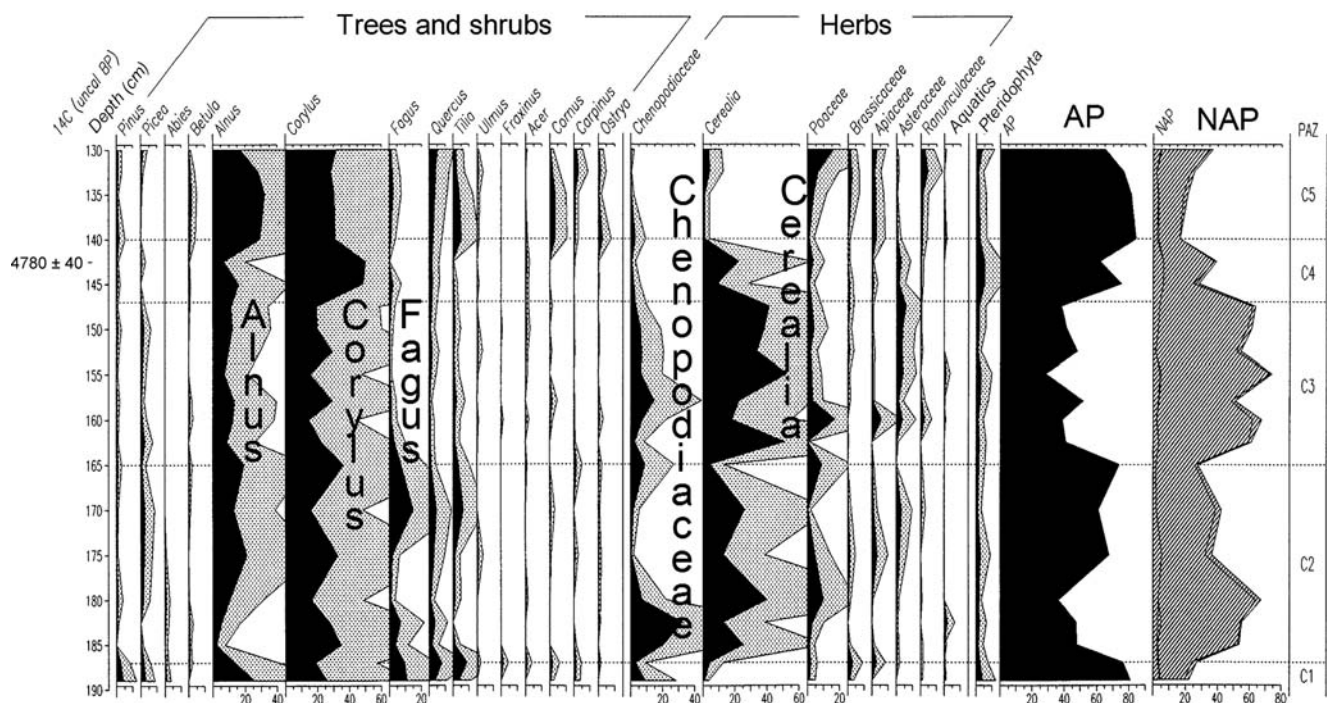 Trees and shrubs
Herbs
14C (uncal BP)
Depth (cm)
Pinus
Picea
Abies
Betula
Alnus
Corylus
Fagus
Quercus
Tilia
Ulmus
Fraxinus
Acer
Cornus
Carpinus
Ostrya
Chenopodiaceae
Cerealia
Poaceae
Brassicaceae
Apiaceae
Asteraceae
Ranunculaceae
Aquatics
Pteridophyta
AP
AP
NAP
NAP
PAZ
130
135
140
4780 ± 40
145
150
155
160
165
170
175
180
185
190
Alnus
Corylus
Fagus
Chenopodiaceae
Cerealia
C5
C4
C3
C2
C1
20
20 40 60
20
20 40
20 40 60
20
20 40 60 80
20 40 60 80